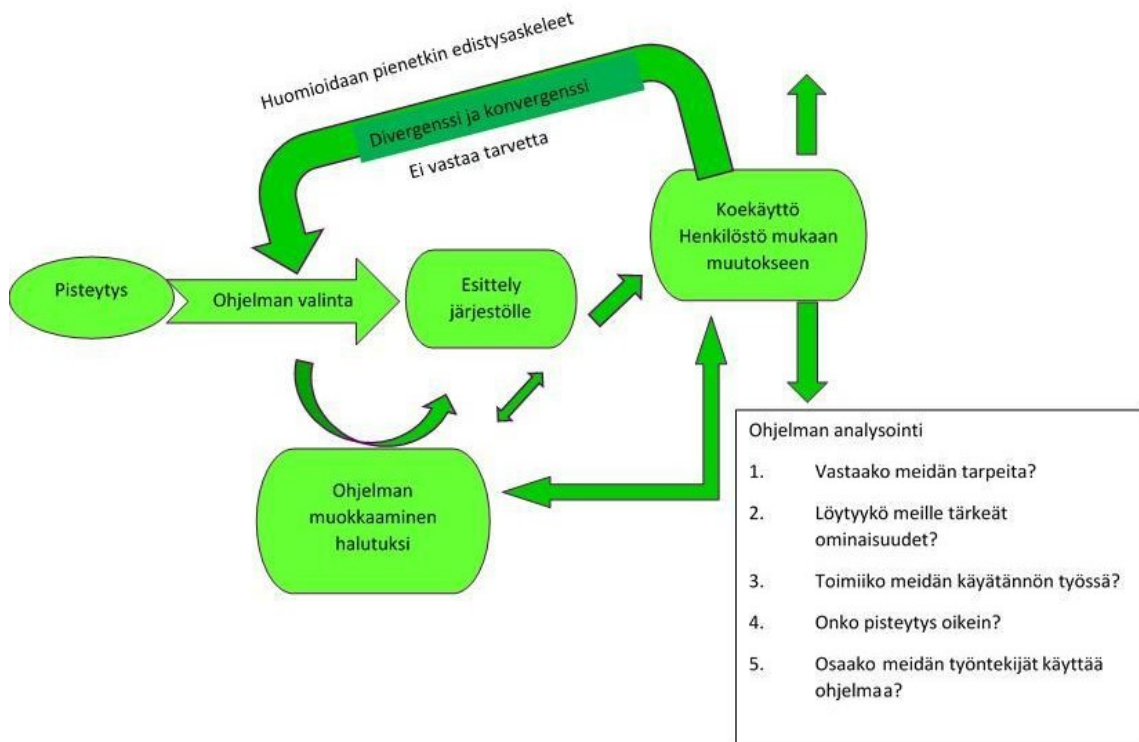 Huomioidaan pienetkin edistysaskeleet
Divergenssi ja konvergenssi
Ei vastaa tarvetta
Koekäyttö
Henkilöstö mukaan
muutokseen
Pisteytys
Ohjelman valinta
Esittely
järjestölle
Ohjelman
muokkaaminen
halutuksi
Ohjelman analysointi
1. Vastaako meidän tarpeita?
2. Löytyykö meille tärkeät
ominaisuudet?
3. Toimiiko meidän käyätännön työssä?
4. Onko pisteytys oikein?
5. Osaako meidän työntekijät käyttää
ohjelmaa?